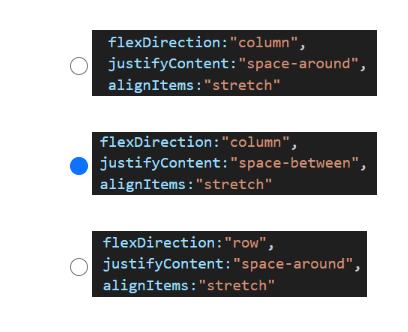 flexDirection:"column",
justifyContent:"space-around",
alignItems:"stretch"
flexDirection:"column",
justifyContent:"space-between",
alignItems:"stretch"
flexDirection:"row",
justifyContent:"space-around",
alignItems:"stretch"